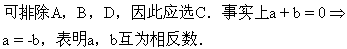 可排除A，B，D，因此应选C．事实上a + b = 0 ⇒
a = -b，表明a，b互为相反数．